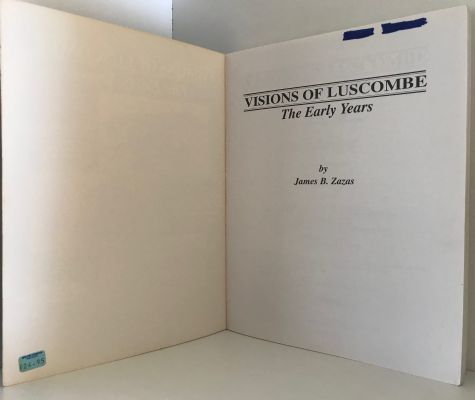 VISIONS OF LUSCOMBE
The Early Years
by
James B. Zazas